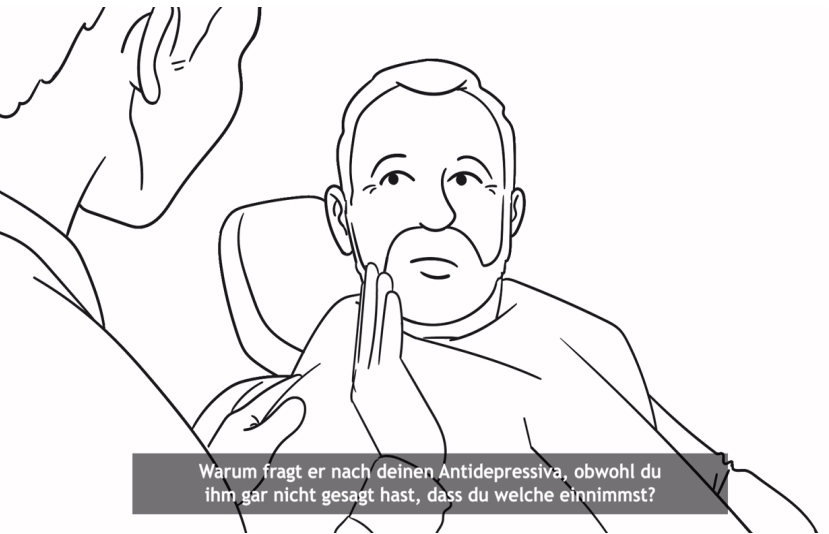 Warum fragt er nach deinen Antidepressiva, obwohl du
ihm gar nicht gesagt hast, dass du welche einnimmst?